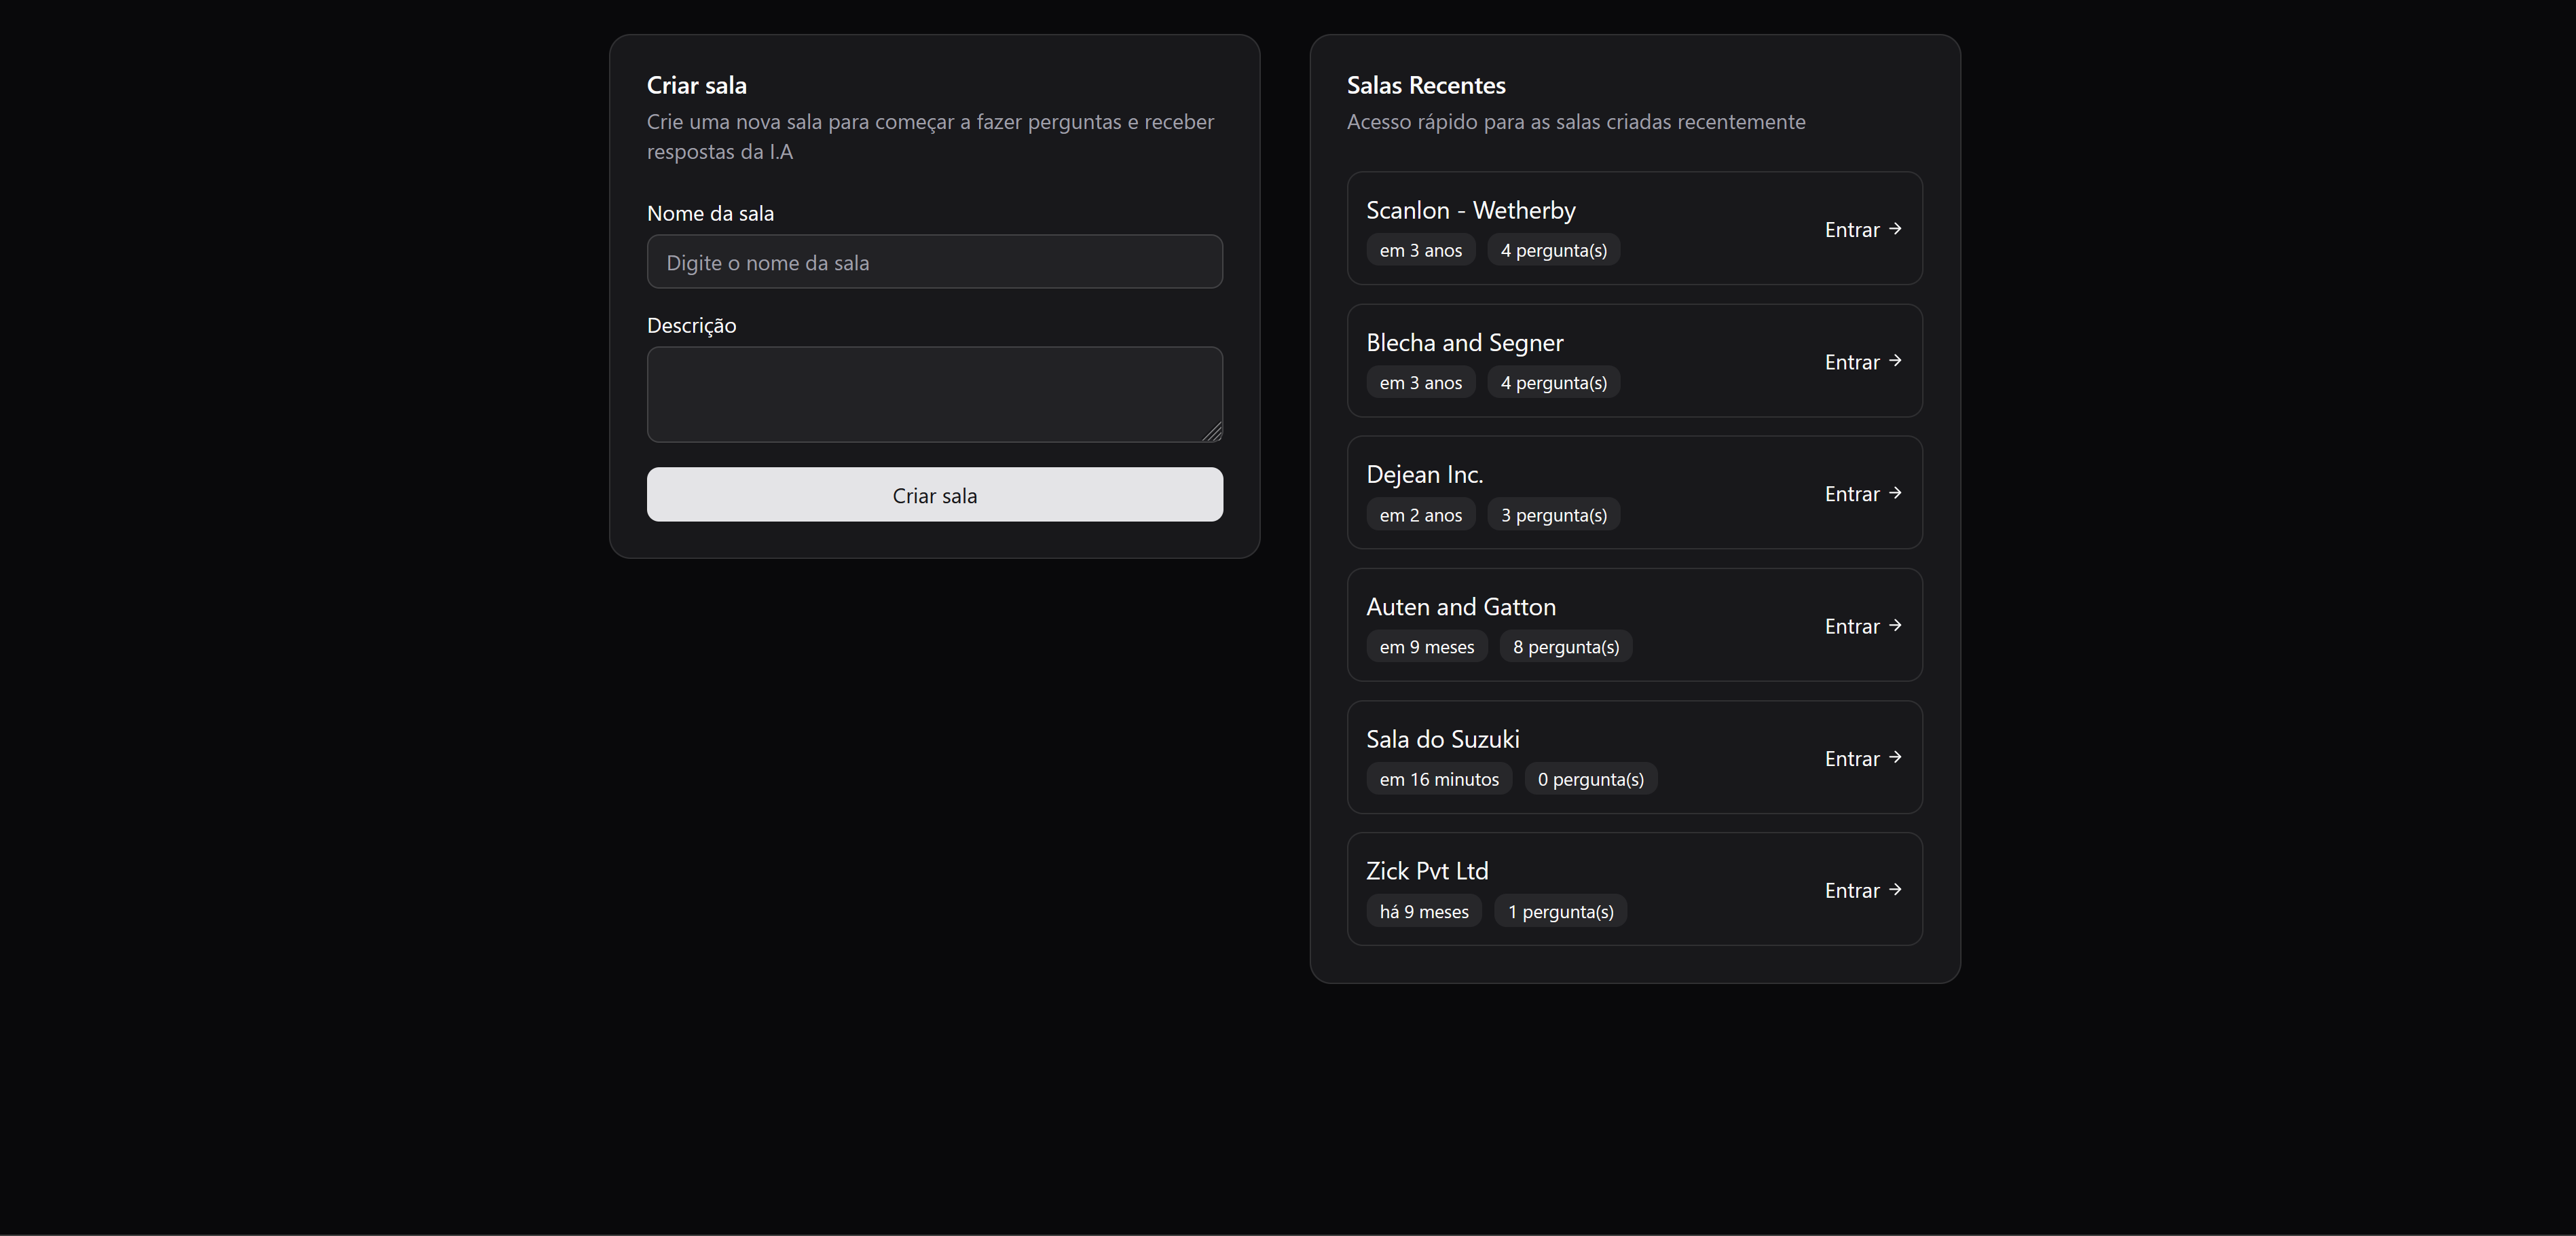 Criar sala
Crie uma nova sala para começar a fazer perguntas e receber
respostas da I.A
Nome da sala
Digite o nome da sala
Descrição
Criar sala
Salas Recentes
Acesso rápido para as salas criadas recentemente
Scanlon - Wetherby
em 3 anos 4 pergunta(s)
Entrar →
Blecha and Segner
em 3 anos 4 pergunta(s)
Entrar →
Dejean Inc.
em 2 anos 3 pergunta(s)
Entrar →
Auten and Gatton
em 9 meses 8 pergunta(s)
Entrar →
Sala do Suzuki
em 16 minutos 0 pergunta(s)
Entrar →
Zick Pvt Ltd
há 9 meses 1 pergunta(s)
Entrar →